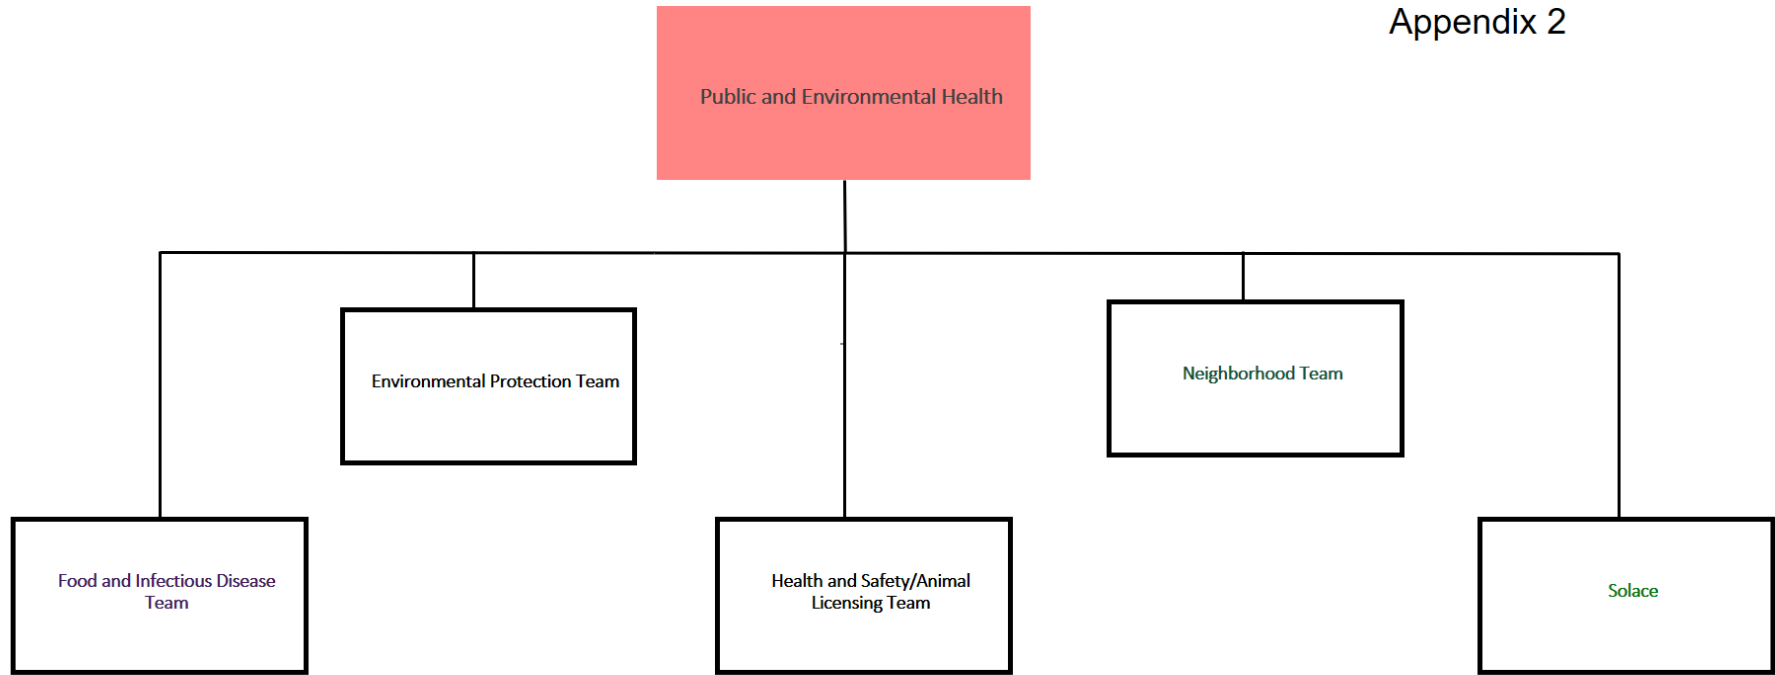 Appendix 2
Public and Environmental Health
Environmental Protection Team
Neighborhood Team
Food and Infectious Disease
Team
Health and Safety/Animal
Licensing Team
Solace